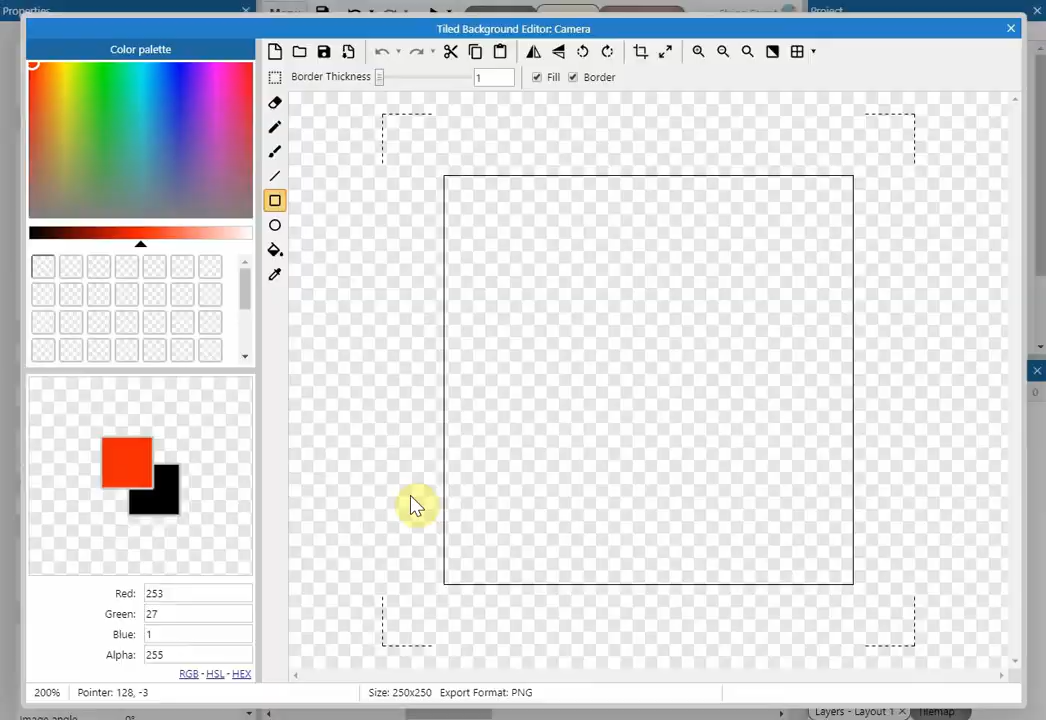 Properties
Menu
Project
Tiled Background Editor: Camera
Color palette
Border Thickness 1 Fill Border
Red: 253
Green: 27
Blue: 1
Alpha: 255
RGB - HSL - HEX
200% Pointer: 128, -3 Size: 250x250 Export Format: PNG
Image angle 0°
Layers - Layout 1 Tilemap